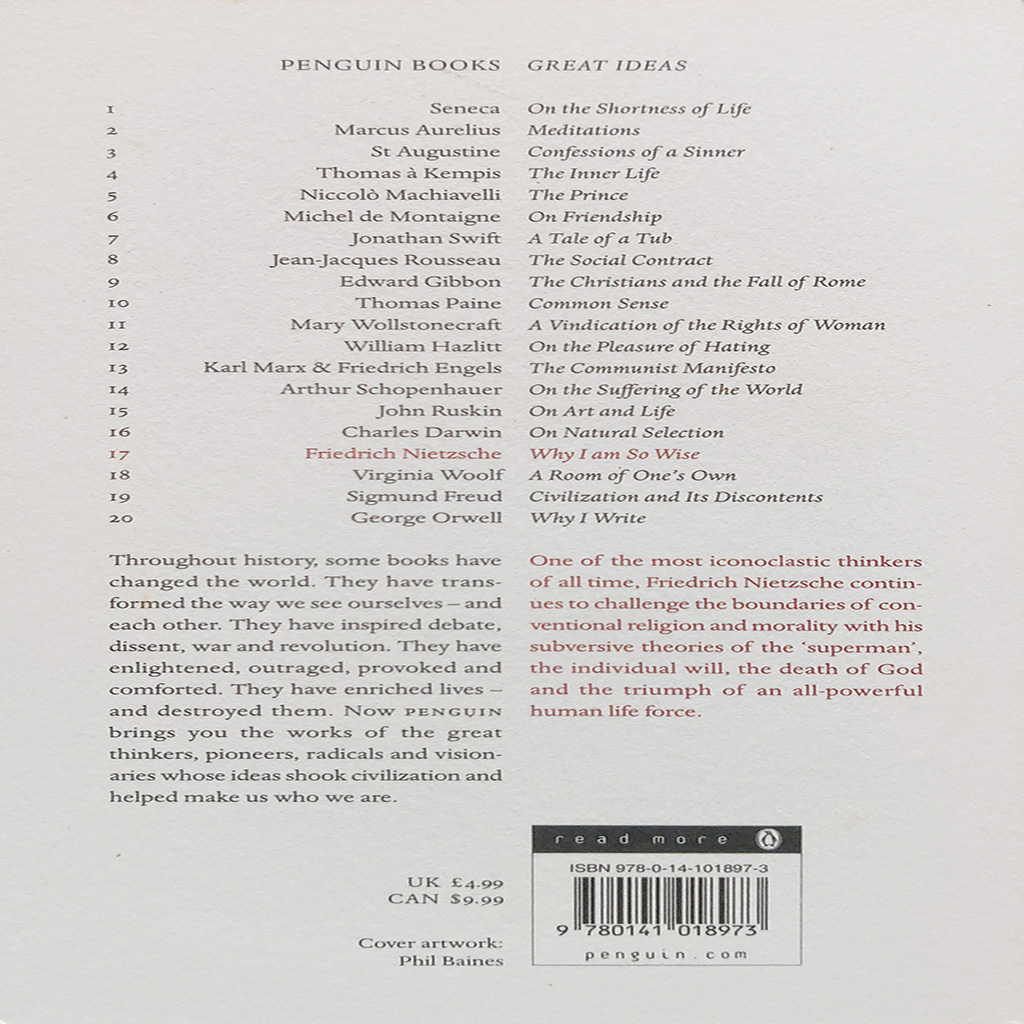 PENGUIN BOOKS GREAT IDEAS
1 Seneca On the Shortness of Life
2 Marcus Aurelius Meditations
3 St Augustine Confessions of a Sinner
4 Thomas à Kempis The Inner Life
5 Niccolò Machiavelli The Prince
6 Michel de Montaigne On Friendship
7 Jonathan Swift A Tale of a Tub
8 Jean-Jacques Rousseau The Social Contract
9 Edward Gibbon The Christians and the Fall of Rome
10 Thomas Paine Common Sense
11 Mary Wollstonecraft A Vindication of the Rights of Woman
12 William Hazlitt On the Pleasure of Hating
13 Karl Marx & Friedrich Engels The Communist Manifesto
14 Arthur Schopenhauer On the Suffering of the World
15 John Ruskin On Art and Life
16 Charles Darwin On Natural Selection
17 Friedrich Nietzsche Why I am So Wise
18 Virginia Woolf A Room of One's Own
19 Sigmund Freud Civilization and Its Discontents
20 George Orwell Why I Write
Throughout history, some books have
changed the world. They have trans-
formed the way we see ourselves – and
each other. They have inspired debate,
dissent, war and revolution. They have
enlightened, outraged, provoked and
comforted. They have enriched lives –
and destroyed them. Now PENGUIN
brings you the works of the great
thinkers, pioneers, radicals and vision-
aries whose ideas shook civilization and
helped make us who we are.
One of the most iconoclastic thinkers
of all time, Friedrich Nietzsche contin-
ues to challenge the boundaries of con-
ventional religion and morality with his
subversive theories of the ‘superman’,
the individual will, the death of God
and the triumph of an all-powerful
human life force.
UK £4.99
CAN $9.99
Cover artwork:
Phil Baines
read more
ISBN 978-0-14-101897-3
9 780141 018973
penguin.com